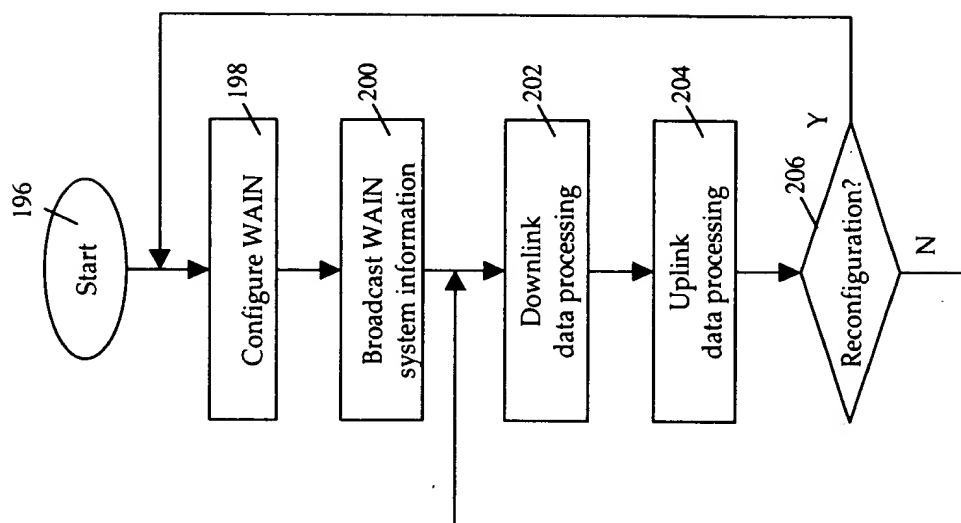 196
Start
198
Configure WAIN
200
Broadcast WAIN
system information
202
Downlink
data processing
204
Uplink
data processing
206
Reconfiguration?
Y
N